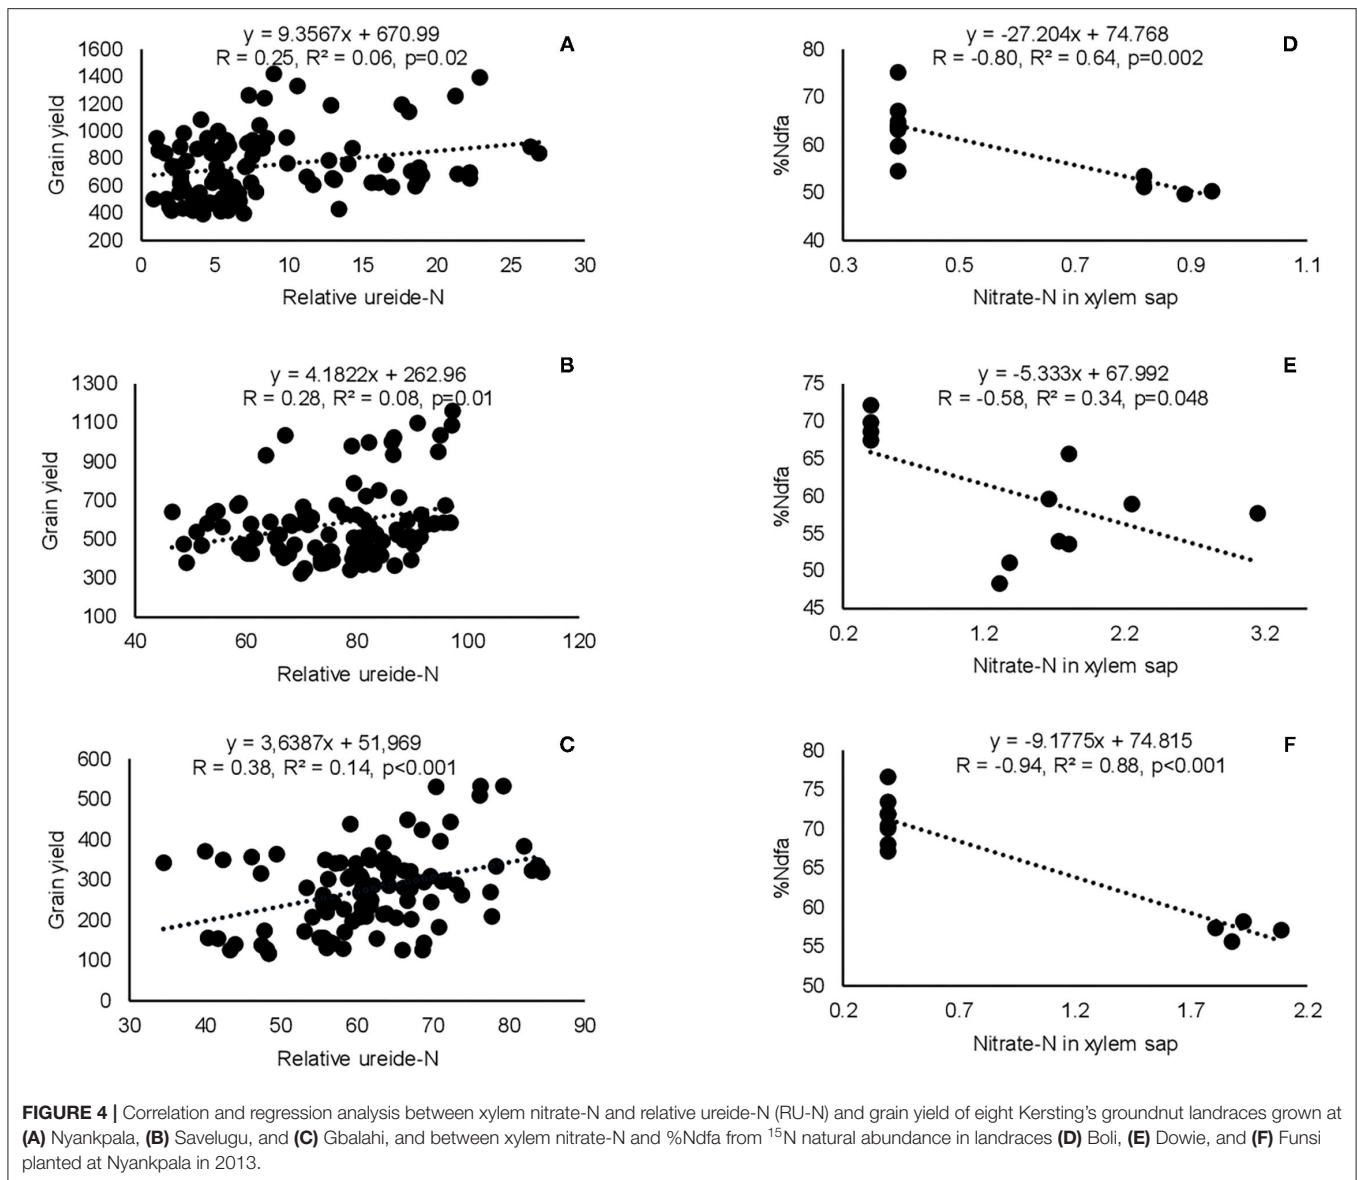 y = 9.3567x + 670.99
R = 0.25, R² = 0.06, p=0.02
A
1600
1400
1200
1000
800
600
400
200
Grain yield
0 5 10 15 20 25 30
Relative ureide-N
y = -27.204x + 74.768
R = -0.80, R² = 0.64, p=0.002
D
80
70
60
50
40
%Ndfa
0.3 0.5 0.7 0.9 1.1
Nitrate-N in xylem sap
y = 4.1822x + 262.96
R = 0.28, R² = 0.08, p=0.01
B
1300
1100
900
700
500
300
100
Grain yield
40 60 80 100 120
Relative ureide-N
y = -5.333x + 67.992
R = -0.58, R² = 0.34, p=0.048
E
75
70
65
60
55
50
45
%Ndfa
0.2 1.2 2.2 3.2
Nitrate-N in xylem sap
y = 3,6387x + 51,969
R = 0.38, R² = 0.14, p<0.001
C
600
500
400
300
200
100
0
Grain yield
30 40 50 60 70 80 90
Relative ureide-N
y = -9.1775x + 74.815
R = -0.94, R² = 0.88, p<0.001
F
80
75
70
65
60
55
50
%Ndfa
0.2 0.7 1.2 1.7 2.2
Nitrate-N in xylem sap
FIGURE 4 | Correlation and regression analysis between xylem nitrate-N and relative ureide-N (RU-N) and grain yield of eight Kersting's groundnut landraces grown at
(A) Nyankpala, (B) Savelugu, and (C) Gbalahi, and between xylem nitrate-N and %Ndfa from ¹⁵N natural abundance in landraces (D) Boli, (E) Dowie, and (F) Funsi
planted at Nyankpala in 2013.